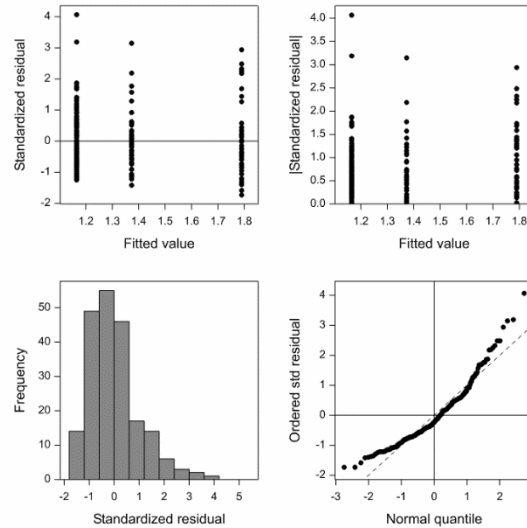 4
3
2
1
0
-1
-2
Standardized residual
1.2 1.3 1.4 1.5 1.6 1.7 1.8
Fitted value
4.0
3.5
3.0
2.5
2.0
1.5
1.0
0.5
0.0
|Standardized residual|
1.2 1.3 1.4 1.5 1.6 1.7 1.8 1.9
Fitted value
50
40
30
20
10
0
Frequency
-2 -1 0 1 2 3 4 5
Standardized residual
4
3
2
1
0
-1
-2
Ordered std residual
-2 -1 0 1 2
Normal quantile